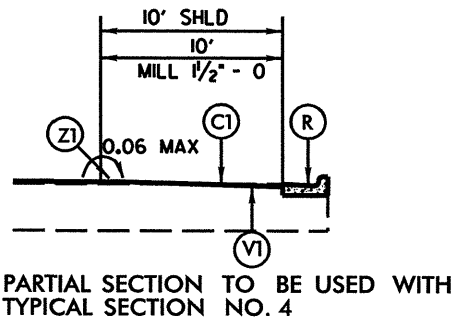 10' SHLD
10'
MILL 1½" - 0
Z1
0.06 MAX
C1
R
V1
PARTIAL SECTION TO BE USED WITH
TYPICAL SECTION NO. 4